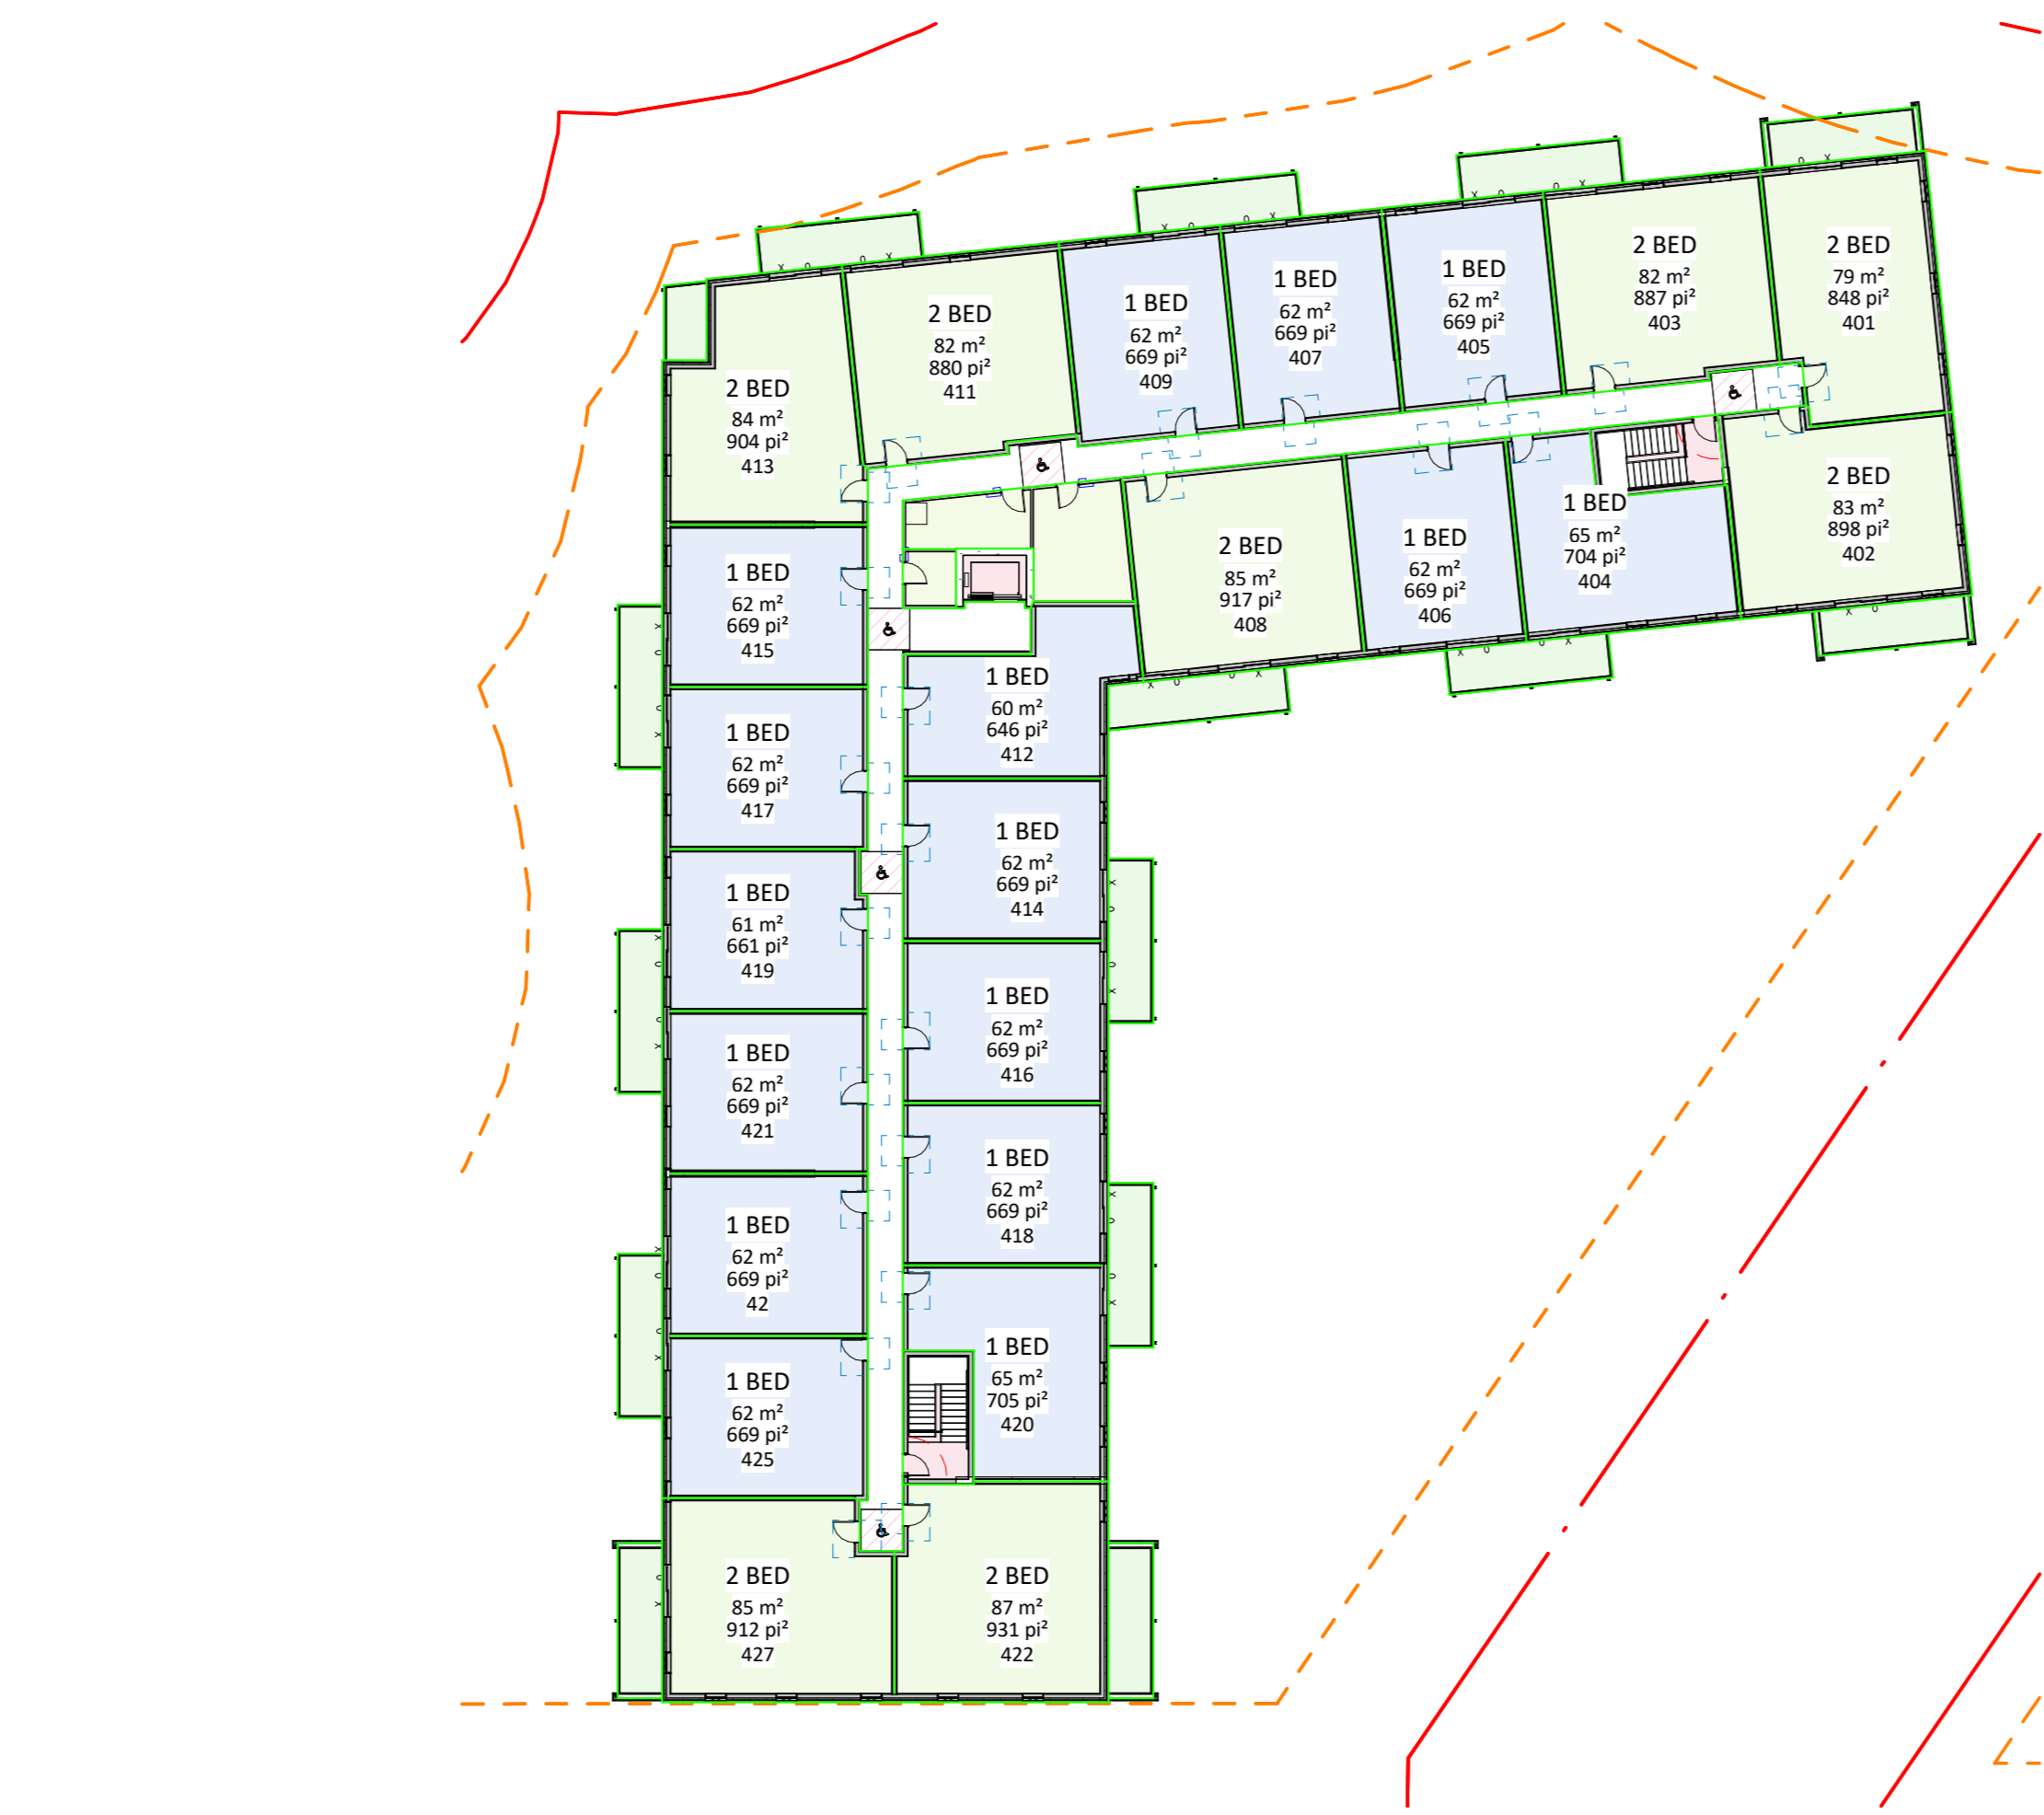 2 BED
79 m²
848 pi²
401
2 BED
82 m²
887 pi²
403
1 BED
62 m²
669 pi²
405
1 BED
62 m²
669 pi²
407
1 BED
62 m²
669 pi²
409
2 BED
82 m²
880 pi²
411
2 BED
84 m²
904 pi²
413
2 BED
83 m²
898 pi²
402
1 BED
65 m²
704 pi²
404
1 BED
62 m²
669 pi²
406
2 BED
85 m²
917 pi²
408
1 BED
62 m²
669 pi²
415
1 BED
60 m²
646 pi²
412
1 BED
62 m²
669 pi²
417
1 BED
62 m²
669 pi²
414
1 BED
61 m²
661 pi²
419
1 BED
62 m²
669 pi²
416
1 BED
62 m²
669 pi²
421
1 BED
62 m²
669 pi²
418
1 BED
62 m²
669 pi²
42
1 BED
65 m²
705 pi²
420
1 BED
62 m²
669 pi²
425
2 BED
85 m²
912 pi²
427
2 BED
87 m²
931 pi²
422